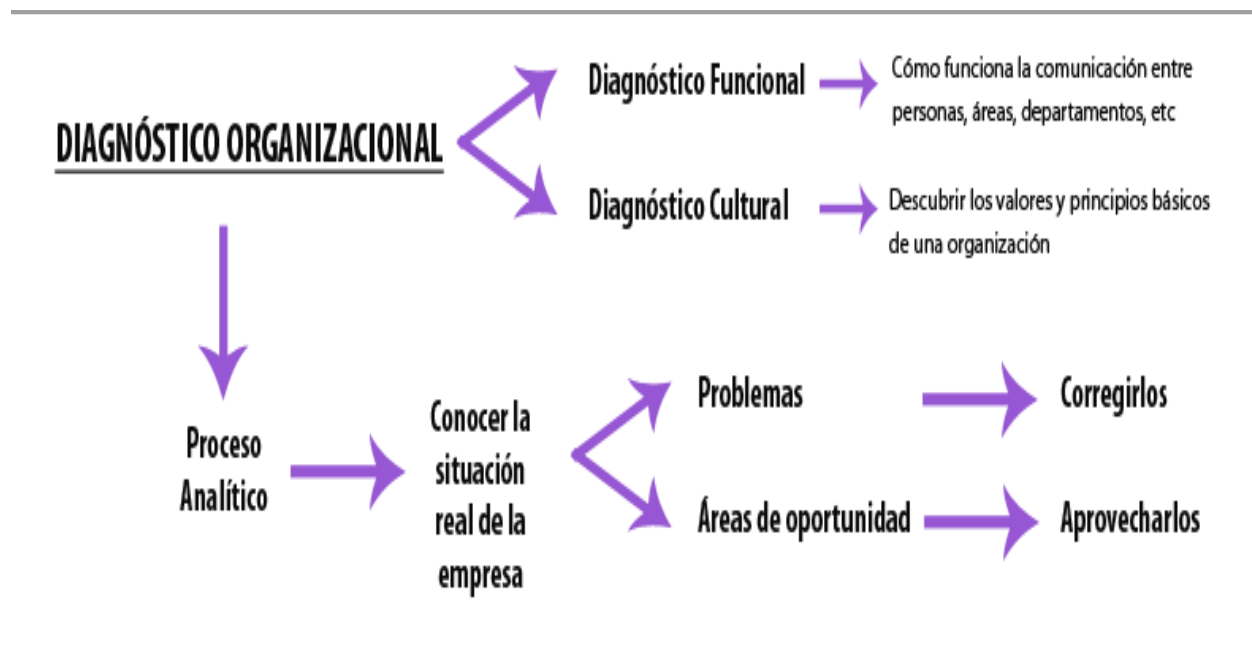 DIAGNÓSTICO ORGANIZACIONAL
Diagnóstico Funcional
Cómo funciona la comunicación entre
personas, áreas, departamentos, etc
Diagnóstico Cultural
Descubrir los valores y principios básicos
de una organización
Proceso
Analítico
Conocer la
situación
real de la
empresa
Problemas
Corregirlos
Áreas de oportunidad
Aprovecharlos